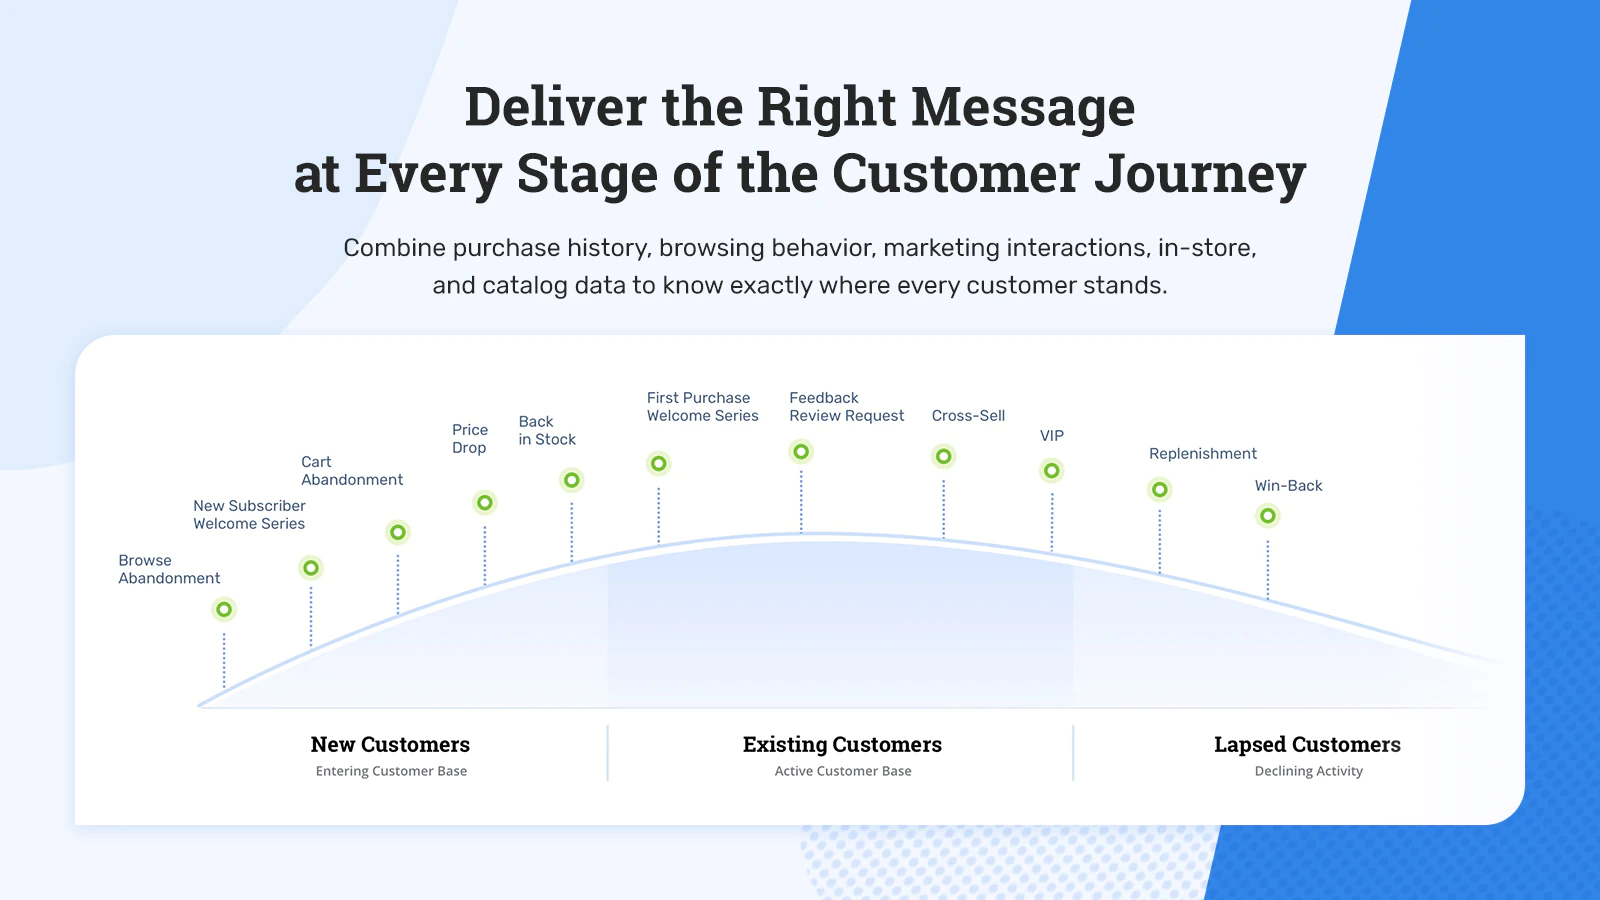 Deliver the Right Message
at Every Stage of the Customer Journey
Combine purchase history, browsing behavior, marketing interactions, in-store,
and catalog data to know exactly where every customer stands.
Browse
Abandonment
New Subscriber
Welcome Series
Cart
Abandonment
Price
Drop
Back
in Stock
First Purchase
Welcome Series
Feedback
Review Request
Cross-Sell
VIP
Replenishment
Win-Back
New Customers
Entering Customer Base
Existing Customers
Active Customer Base
Lapsed Customers
Declining Activity